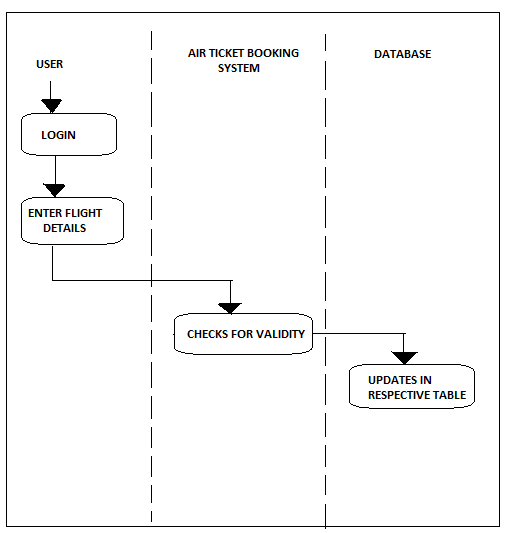 USER
AIR TICKET BOOKING
SYSTEM
DATABASE
LOGIN
ENTER FLIGHT
DETAILS
CHECKS FOR VALIDITY
UPDATES IN
RESPECTIVE TABLE